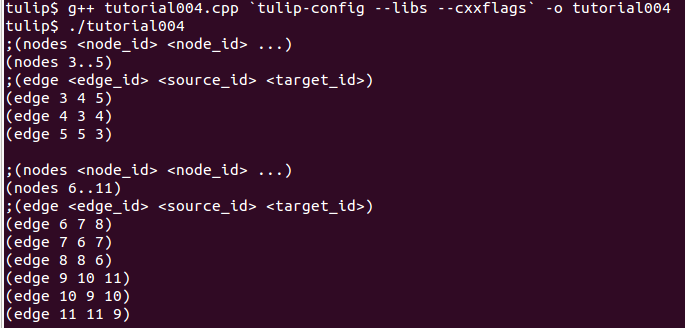 tulip$ g++ tutorial004.cpp `tulip-config --libs --cxxflags` -o tutorial004
tulip$ ./tutorial004
;(nodes <node_id> <node_id> ...)
(nodes 3..5)
;(edge <edge_id> <source_id> <target_id>)
(edge 3 4 5)
(edge 4 3 4)
(edge 5 5 3)

;(nodes <node_id> <node_id> ...)
(nodes 6..11)
;(edge <edge_id> <source_id> <target_id>)
(edge 6 7 8)
(edge 7 6 7)
(edge 8 8 6)
(edge 9 10 11)
(edge 10 9 10)
(edge 11 11 9)